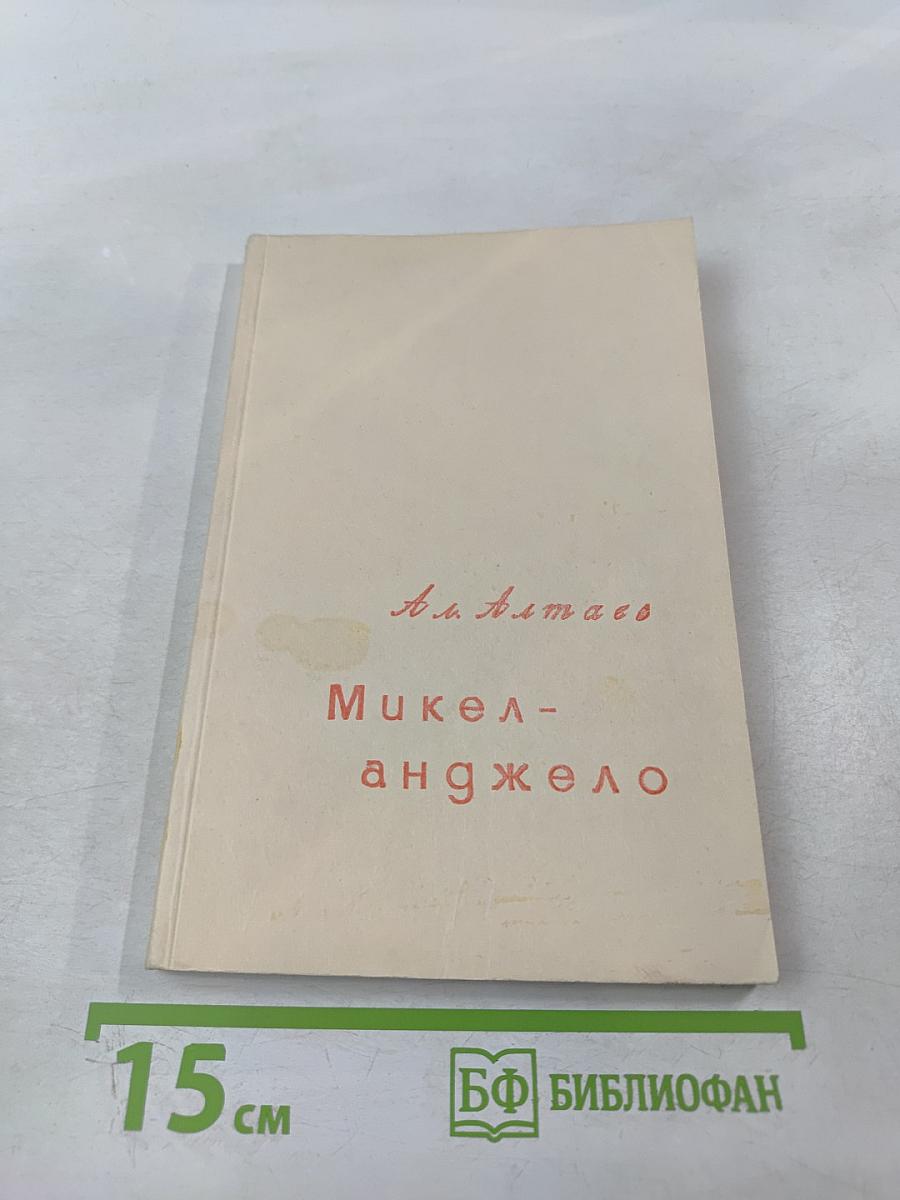 Ал. Алтаев
Микел-
анджело
15 см
БФ БИБЛИОФАН